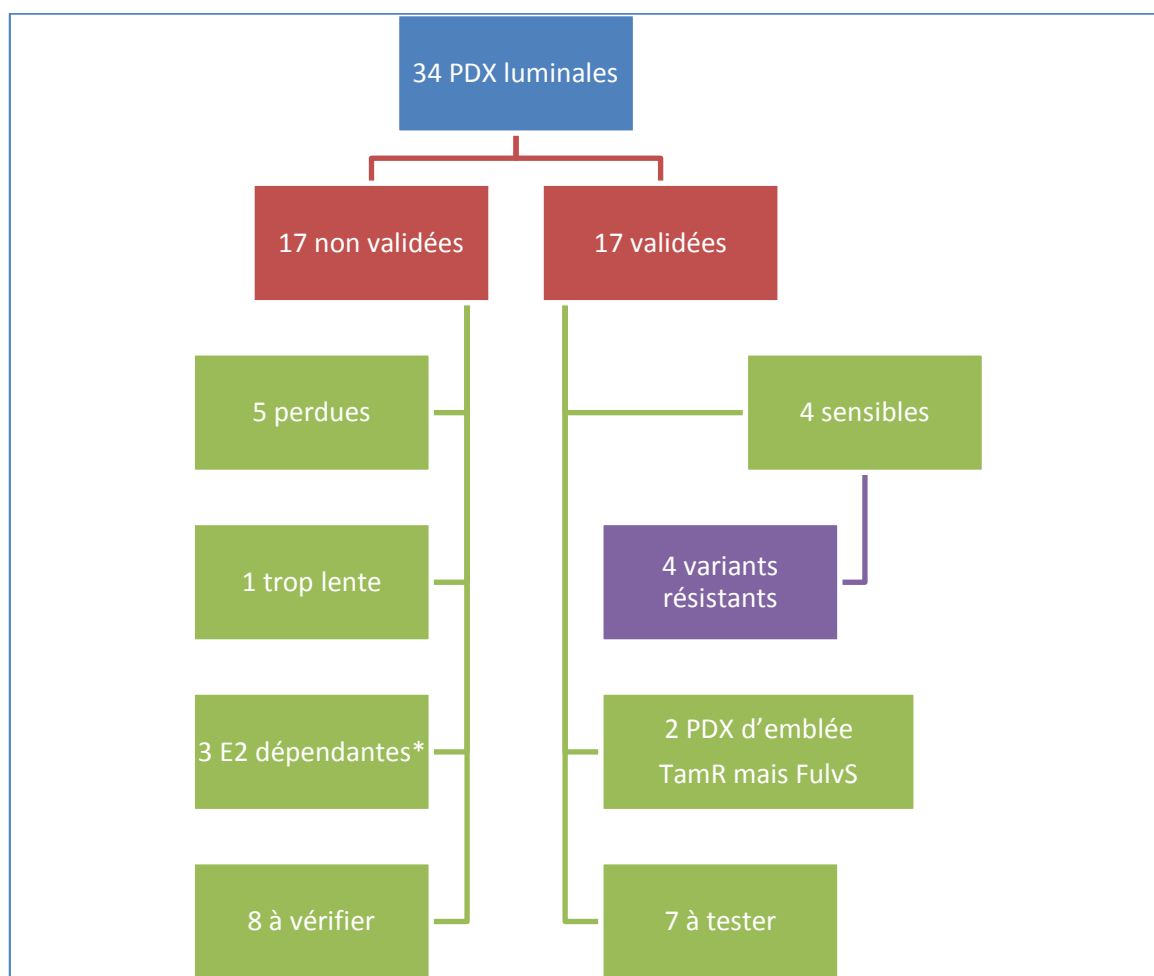 34 PDX luminales
17 non validées
17 validées
5 perdues
4 sensibles
1 trop lente
4 variants
résistants
3 E2 dépendantes*
2 PDX d’emblée
TamR mais FulvS
8 à vérifier
7 à tester